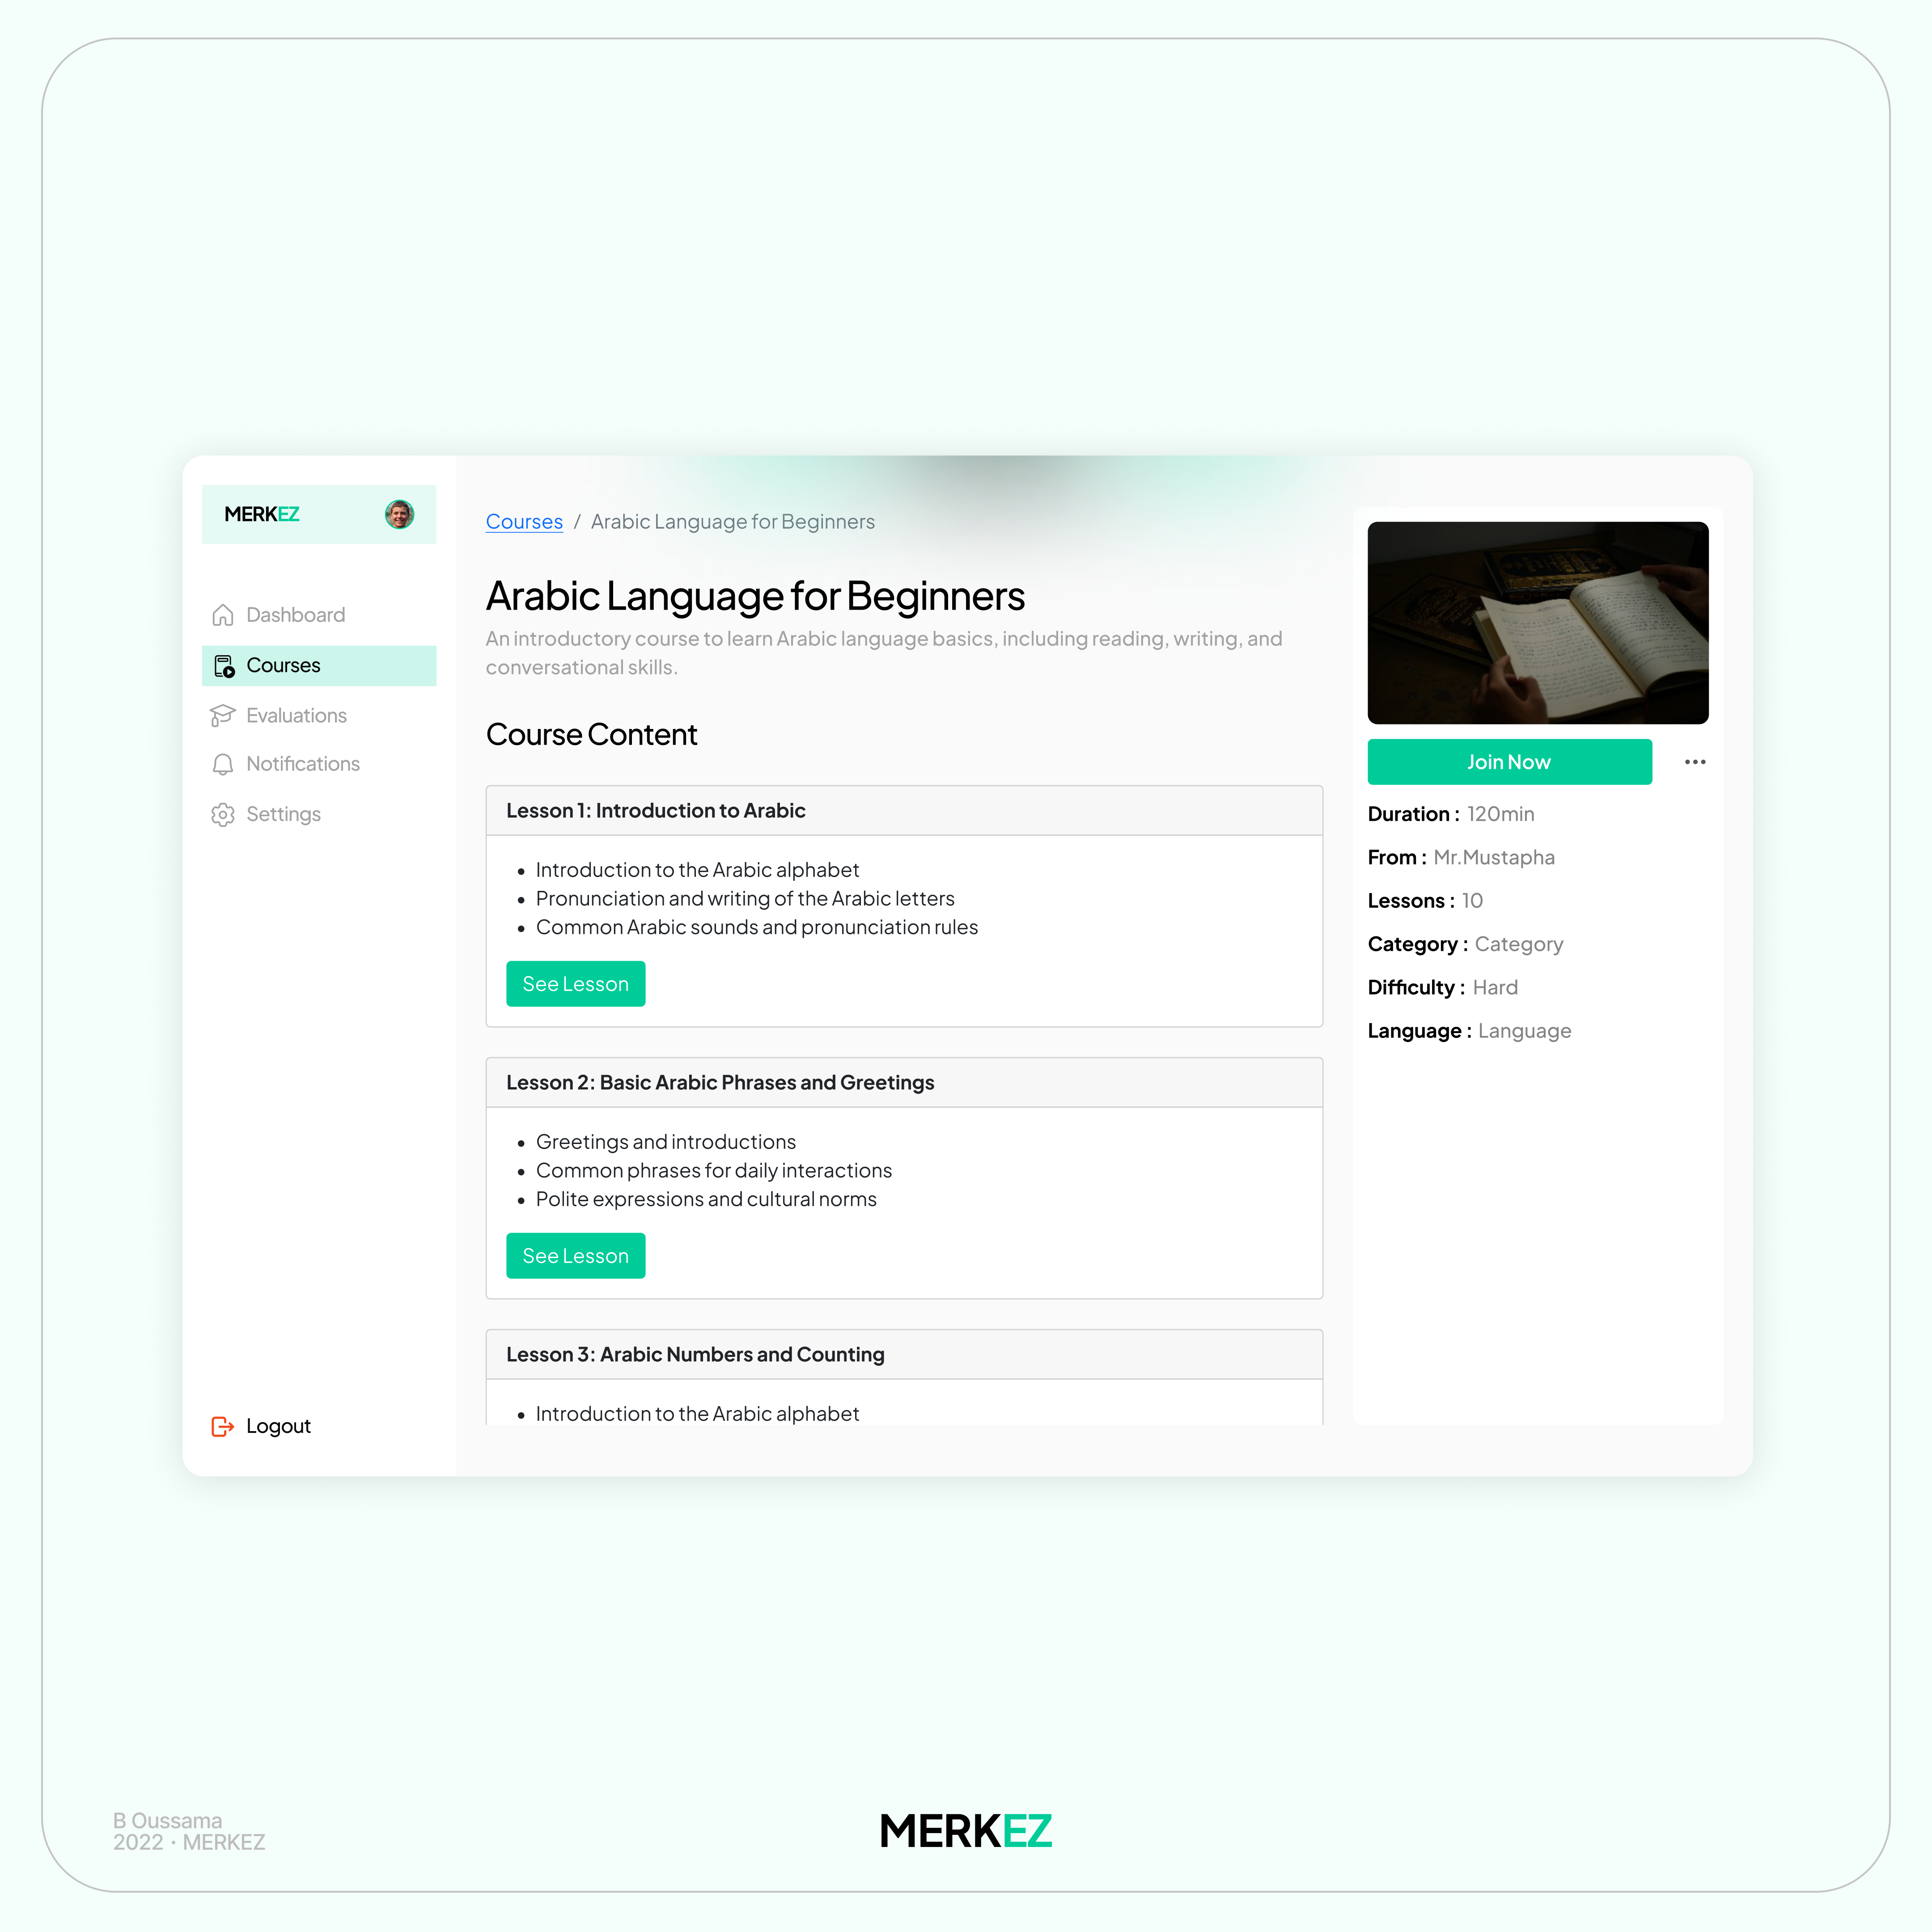 MERKEZ
Dashboard
Courses
Evaluations
Notifications
Settings
Logout
Courses / Arabic Language for Beginners
Arabic Language for Beginners
An introductory course to learn Arabic language basics, including reading, writing, and
conversational skills.
Course Content
Lesson 1: Introduction to Arabic
• Introduction to the Arabic alphabet
• Pronunciation and writing of the Arabic letters
• Common Arabic sounds and pronunciation rules
See Lesson
Lesson 2: Basic Arabic Phrases and Greetings
• Greetings and introductions
• Common phrases for daily interactions
• Polite expressions and cultural norms
See Lesson
Lesson 3: Arabic Numbers and Counting
• Introduction to the Arabic alphabet
Join Now
Duration : 120min
From : Mr.Mustapha
Lessons : 10
Category : Category
Difficulty : Hard
Language : Language
B Oussama
2022 · MERKEZ
MERKEZ